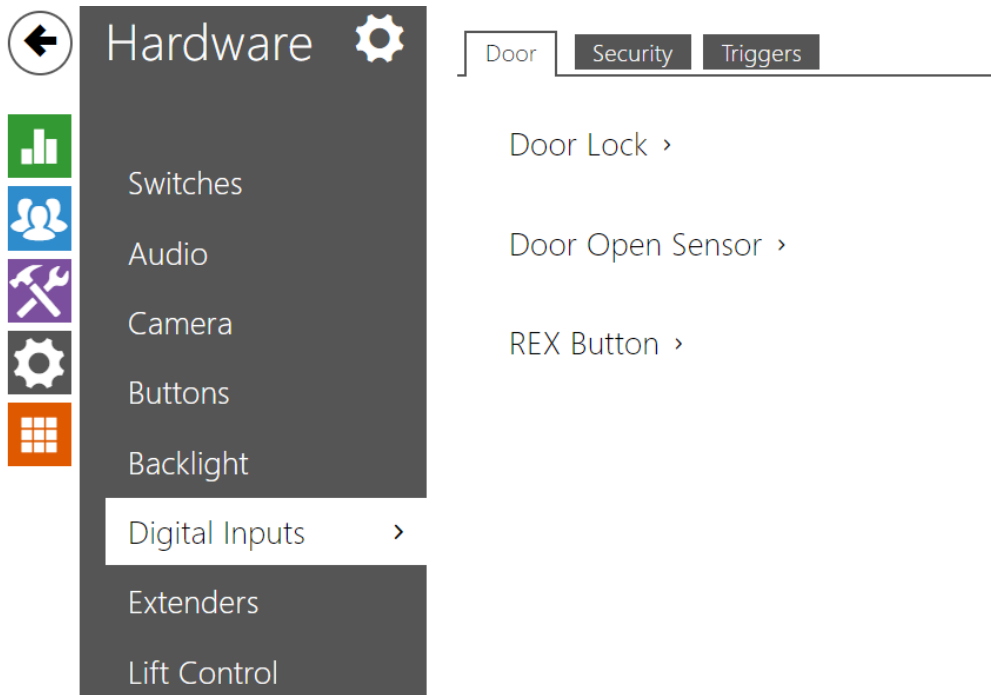 Hardware
Switches
Audio
Camera
Buttons
Backlight
Digital Inputs
Extenders
Lift Control
Door
Security
Triggers
Door Lock
Door Open Sensor
REX Button